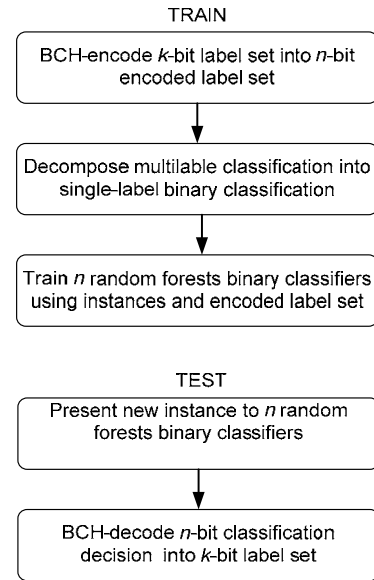 TRAIN
BCH-encode k-bit label set into n-bit
encoded label set
Decompose multilable classification into
single-label binary classification
Train n random forests binary classifiers
using instances and encoded label set
TEST
Present new instance to n random
forests binary classifiers
BCH-decode n-bit classification
decision into k-bit label set